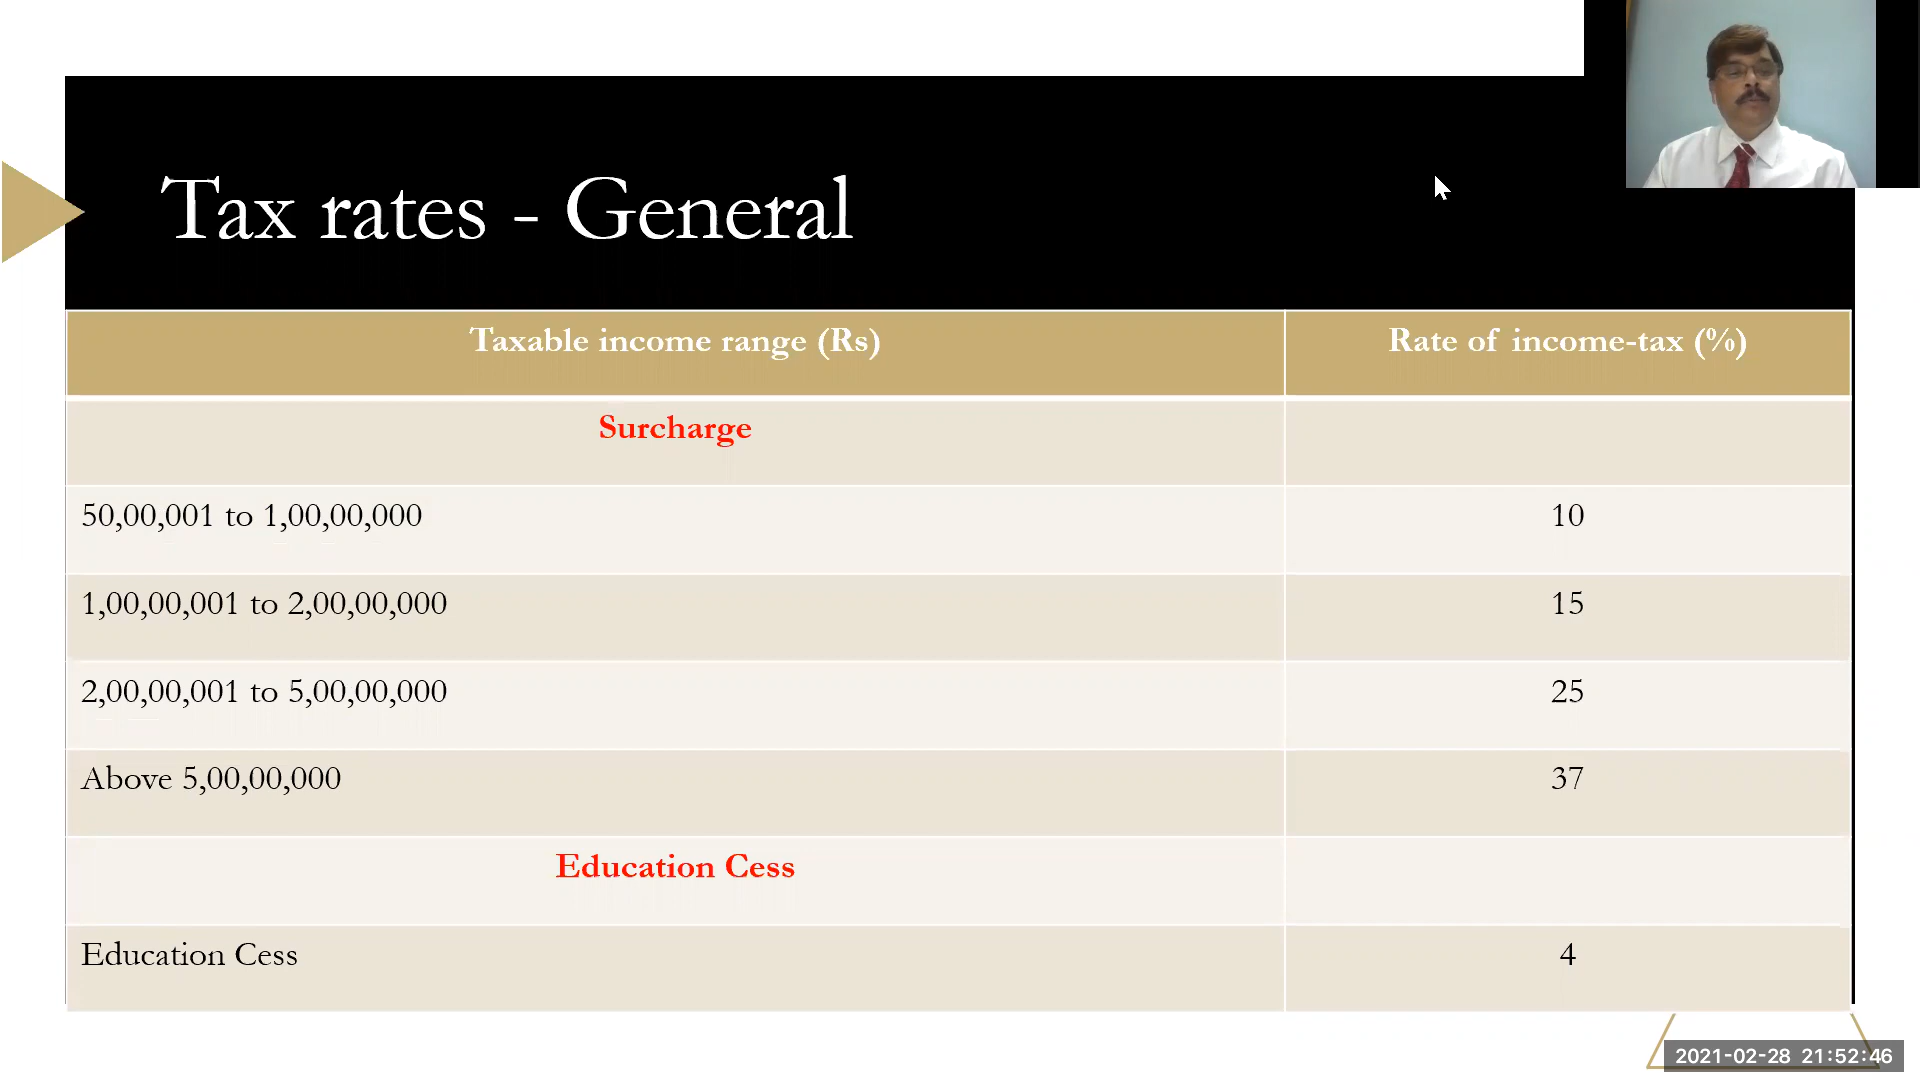 Tax rates - General
Taxable income range (Rs)
Rate of income-tax (%)
Surcharge
50,00,001 to 1,00,00,000
10
1,00,00,001 to 2,00,00,000
15
2,00,00,001 to 5,00,00,000
25
Above 5,00,00,000
37
Education Cess
Education Cess
4
2021-02-28 21:52:46